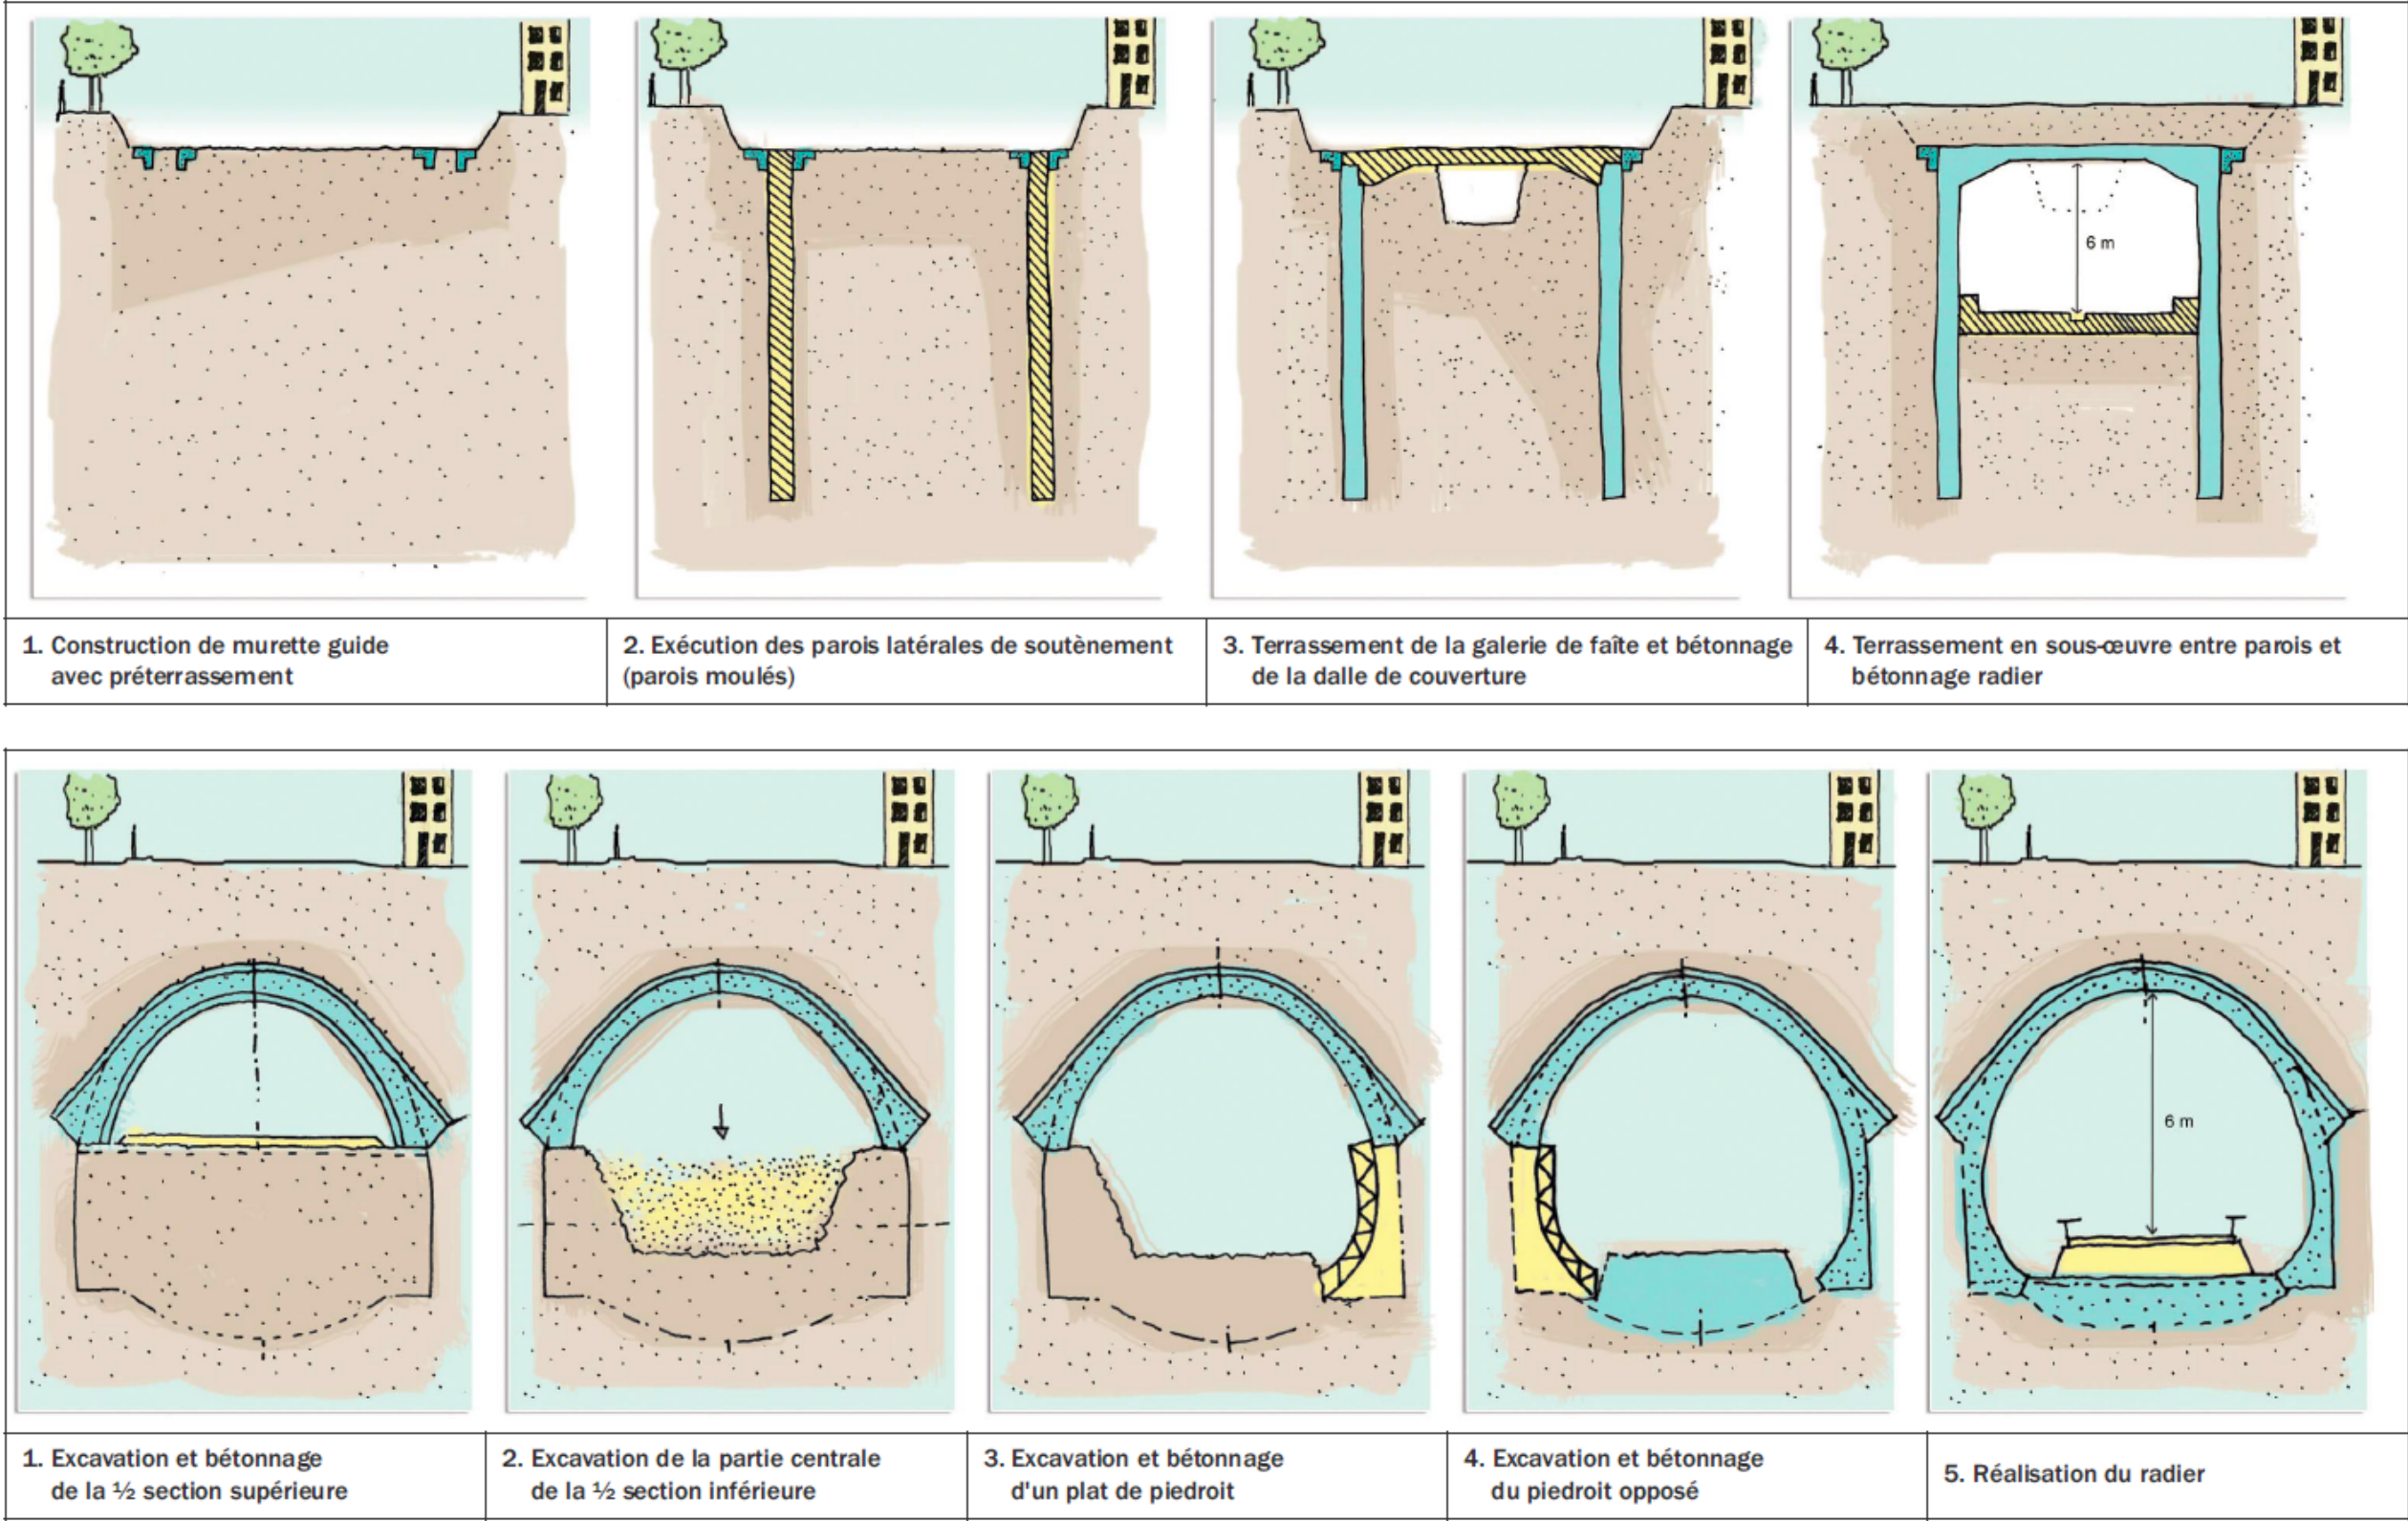 6 m
1. Construction de murette guide
avec préterrassement
2. Exécution des parois latérales de soutènement
(parois moulés)
3. Terrassement de la galerie de faîte et bétonnage
de la dalle de couverture
4. Terrassement en sous-œuvre entre parois et
bétonnage radier
6 m
1. Excavation et bétonnage
de la ½ section supérieure
2. Excavation de la partie centrale
de la ½ section inférieure
3. Excavation et bétonnage
d'un plat de piedroit
4. Excavation et bétonnage
du piedroit opposé
5. Réalisation du radier